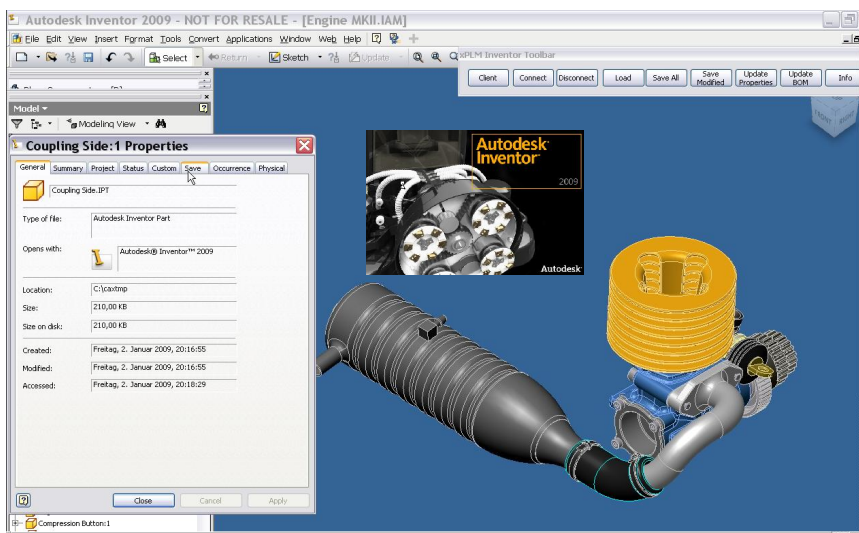 Autodesk Inventor 2009 - NOT FOR RESALE - [Engine MKII.IAM]
File Edit View Insert Format Tools Convert Applications Window Web Help
Select Return Sketch Update
xPLM Inventor Toolbar
Client Connect Disconnect Load Save All Save Modified Update Properties Update BOM Info
Model
Modeling View
Coupling Side:1 Properties
General Summary Project Status Custom Save Occurrence Physical
Coupling Side.IPT
Type of file: Autodesk Inventor Part
Opens with: Autodesk® Inventor™ 2009
Location: C:\caxtmp
Size: 210,00 KB
Size on disk: 210,00 KB
Created: Freitag, 2. Januar 2009, 20:16:55
Modified: Freitag, 2. Januar 2009, 20:16:55
Accessed: Freitag, 2. Januar 2009, 20:18:29
Close Cancel Apply
Compression Button:1
Autodesk®
Inventor®
2009
Autodesk®
FRONT RIGHT